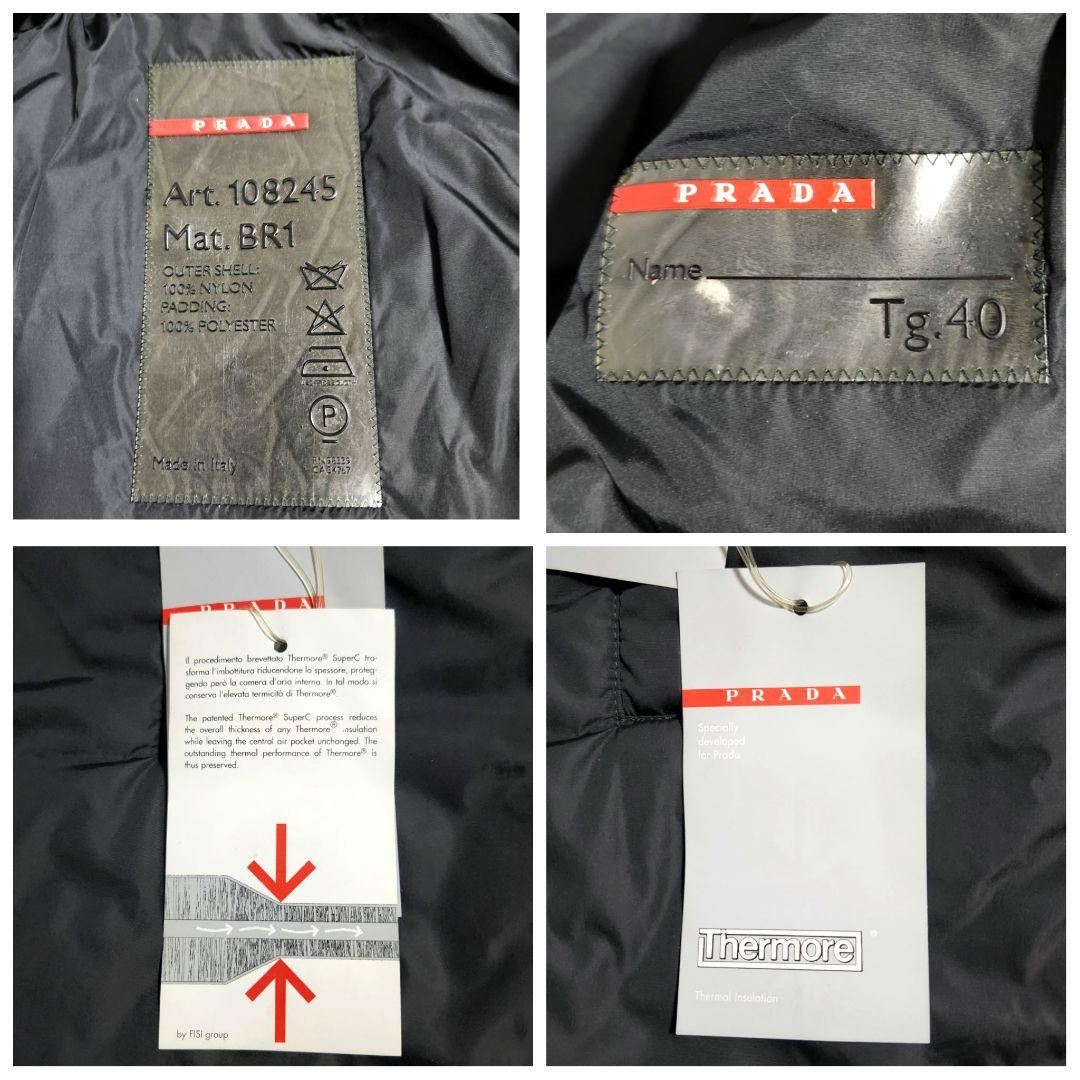 PRADA
Art. 108245
Mat. BR1
OUTER SHELL:
100% NYLON
PADDING:
100% POLYESTER
P
Made in Italy
PRADA
Name
Tg.40
PRADA
Il procedimento brevettato Thermore® SuperC tra-
sforma l'imbottitura riducendone lo spessore, proteg-
gendo però la camera d'aria interna. In tal modo si
conserva l'elevata termicità di Thermore®.
The patented Thermore® SuperC process reduces
the overall thickness of any Thermore® insulation
while leaving the central air pocket unchanged. The
outstanding thermal performance of Thermore® is
thus preserved.
by FISI group
PRADA
Specially
developed
for Prada
Thermore®
Thermal Insulation